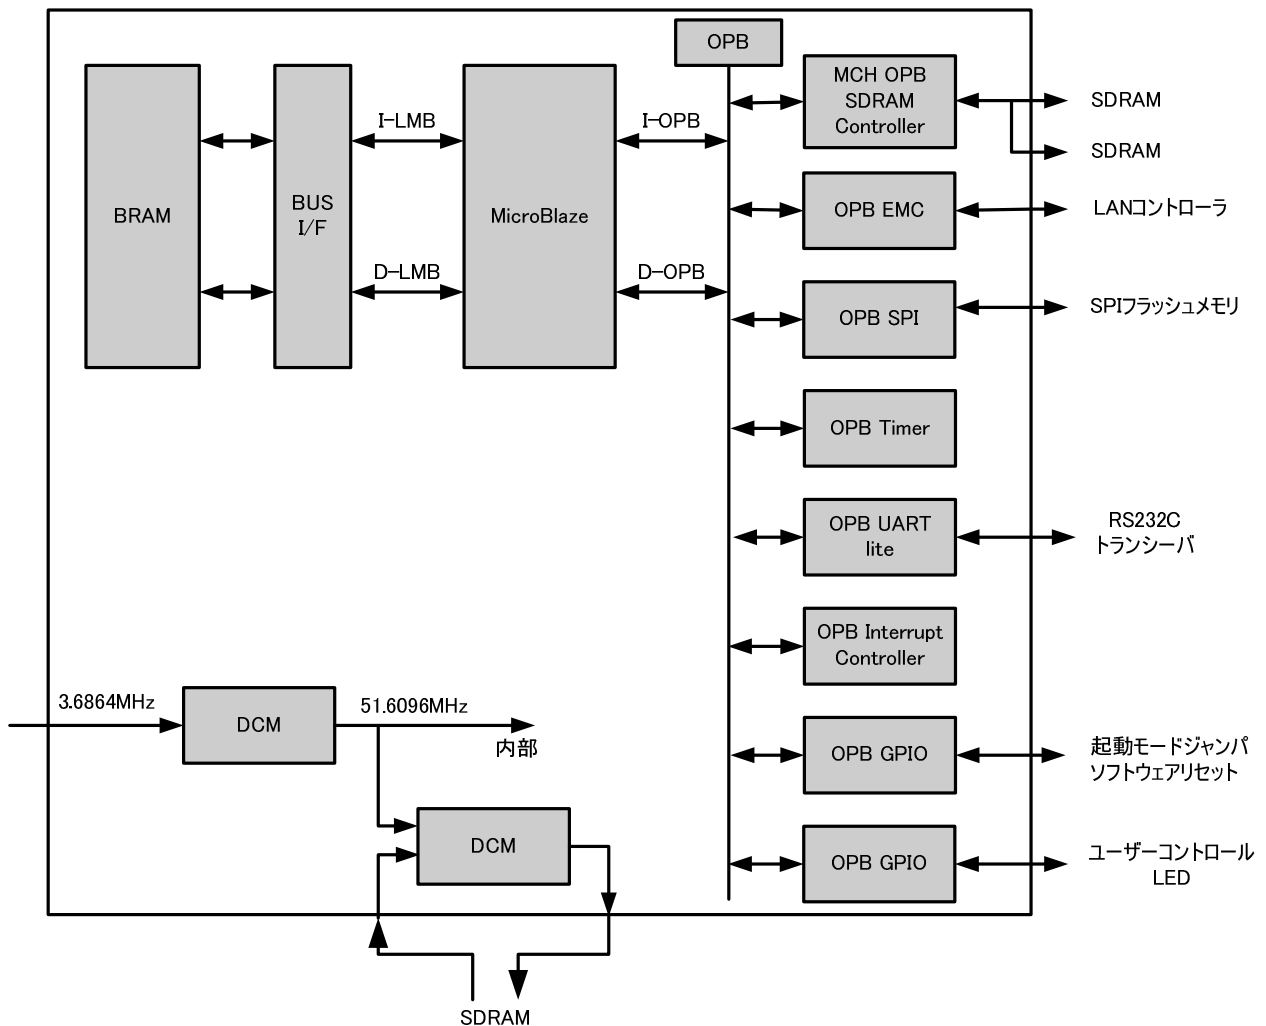 OPB
MCH OPB
SDRAM
Controller
SDRAM
SDRAM
I-LMB
I-OPB
BRAM
BUS
I/F
MicroBlaze
OPB EMC
LANコントローラ
D-LMB
D-OPB
OPB SPI
SPIフラッシュメモリ
OPB Timer
OPB UART
lite
RS232C
トランシーバ
OPB Interrupt
Controller
3.6864MHz
DCM
51.6096MHz
内部
OPB GPIO
起動モードジャンパ
ソフトウェアリセット
DCM
OPB GPIO
ユーザーコントロール
LED
SDRAM